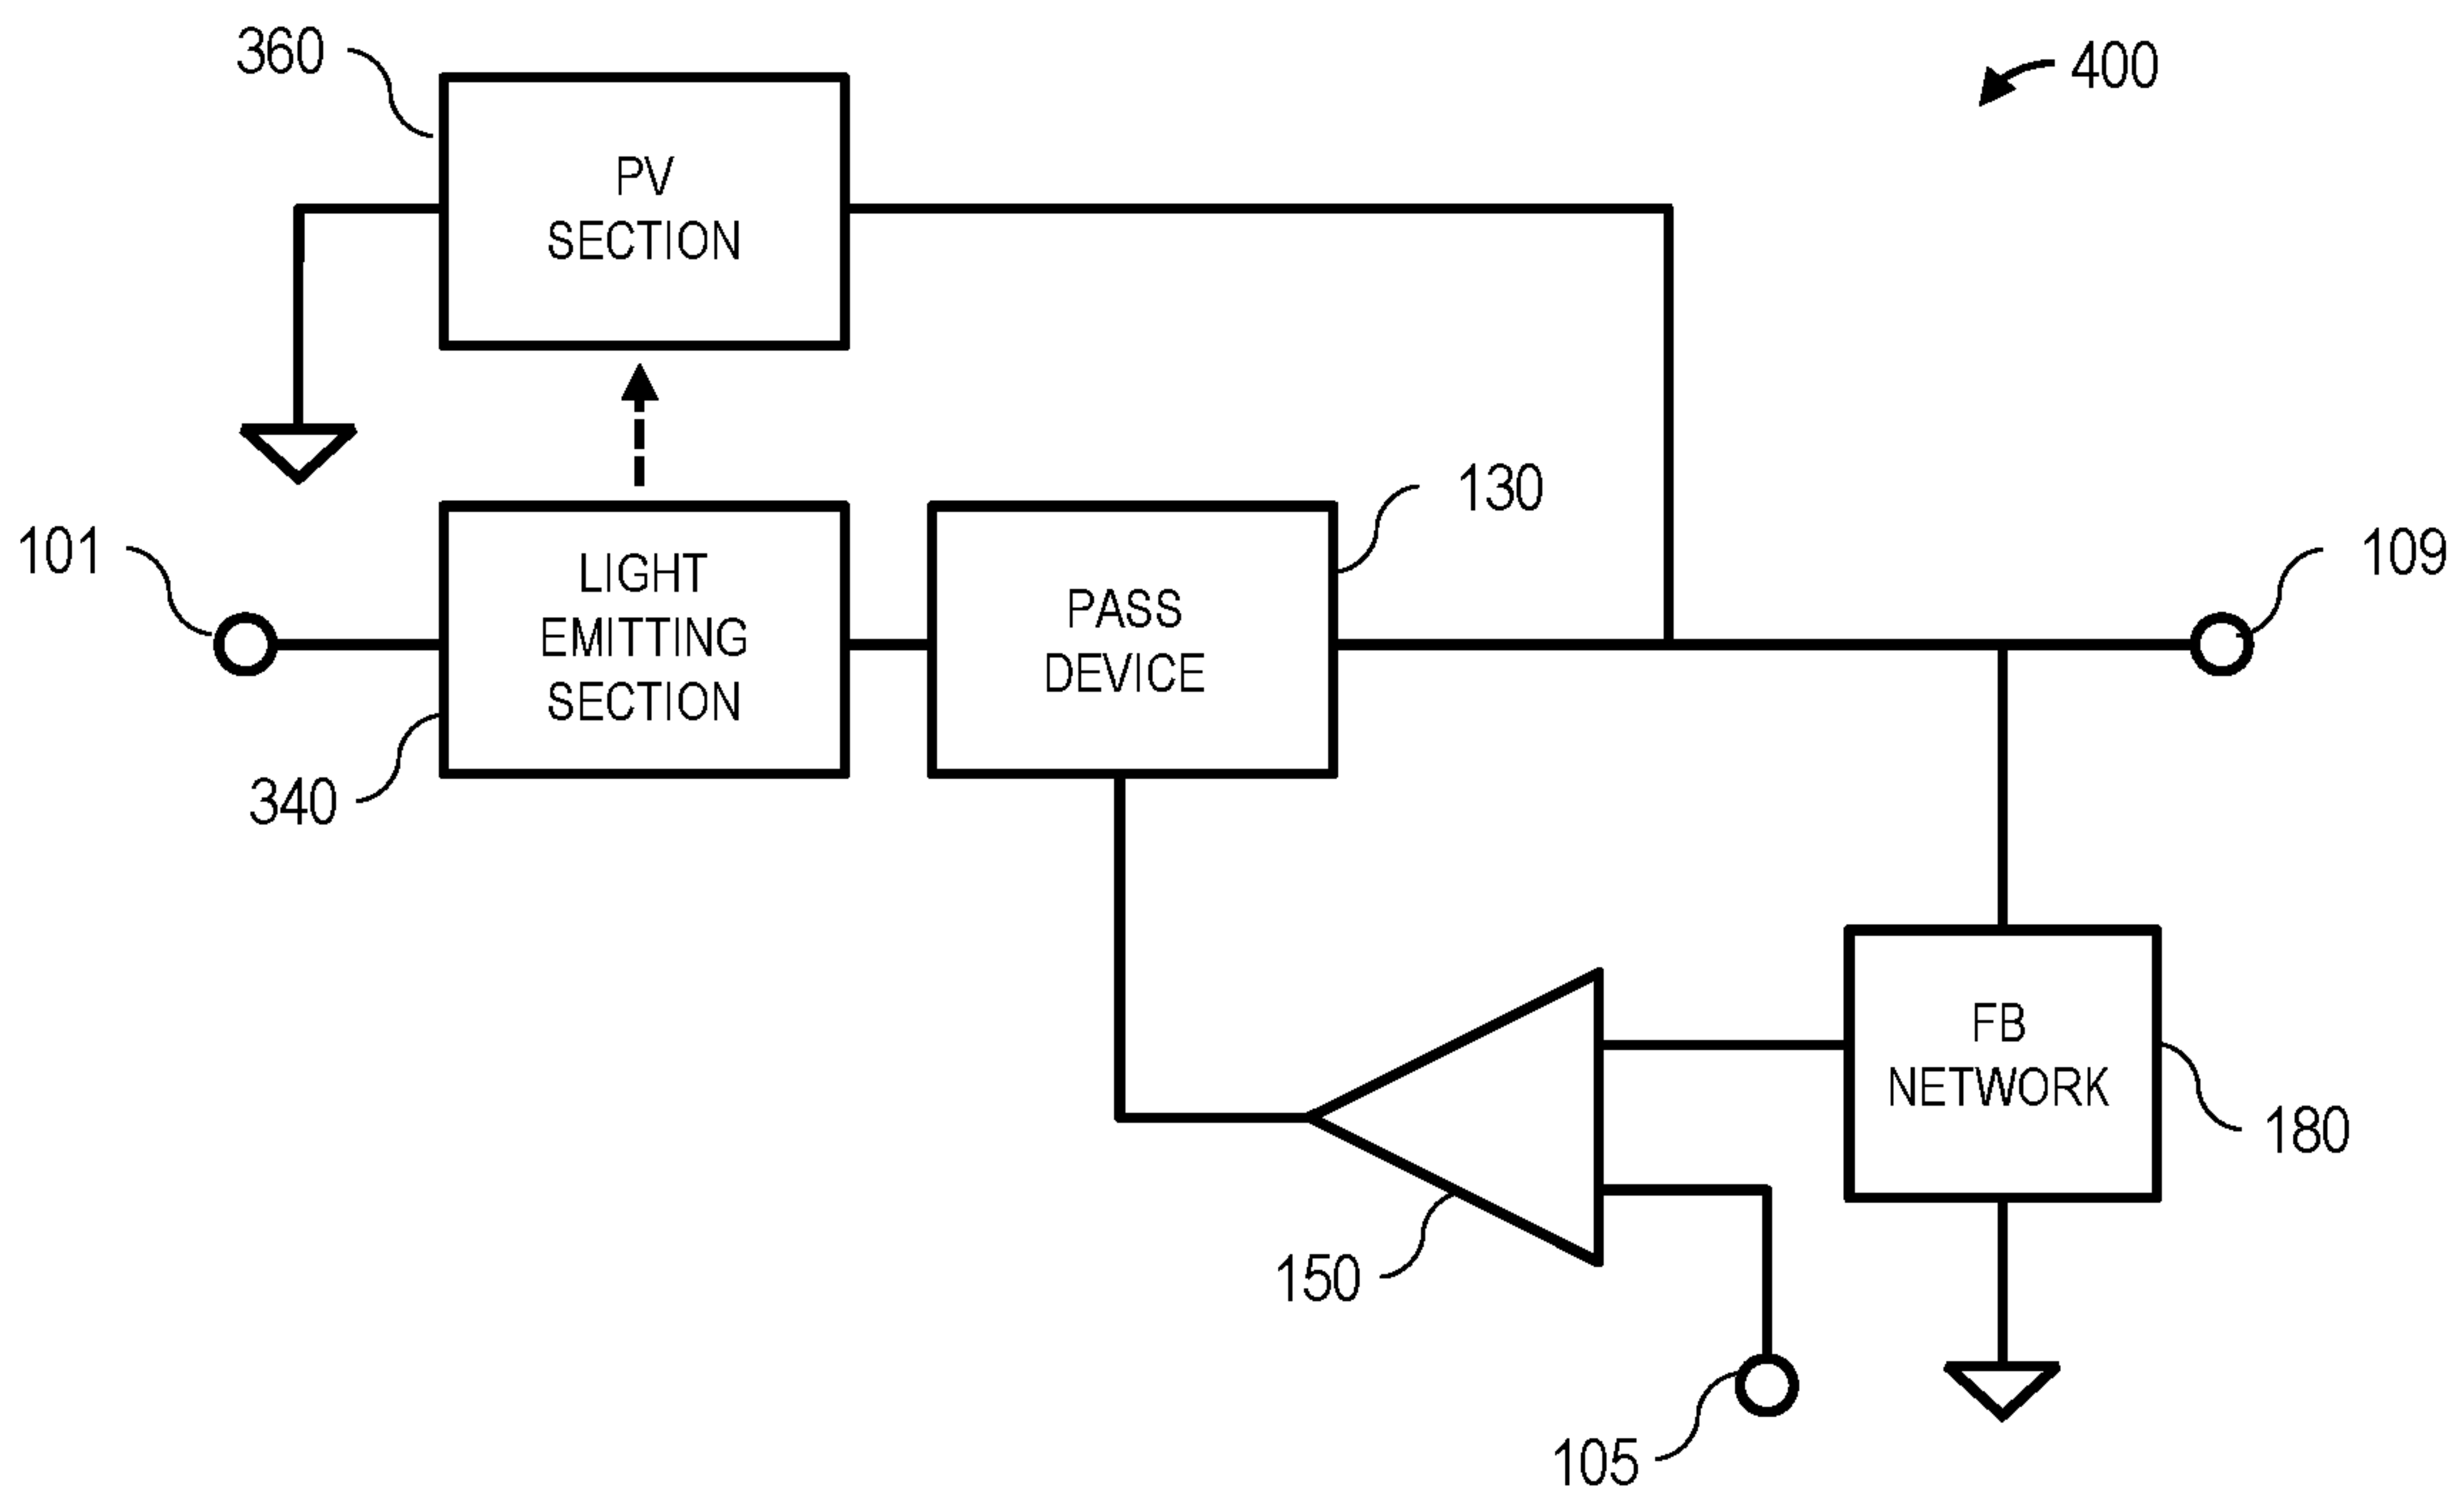 360
400
PV
SECTION
130
101
109
LIGHT
EMITTING
SECTION
PASS
DEVICE
340
FB
NETWORK
180
150
105